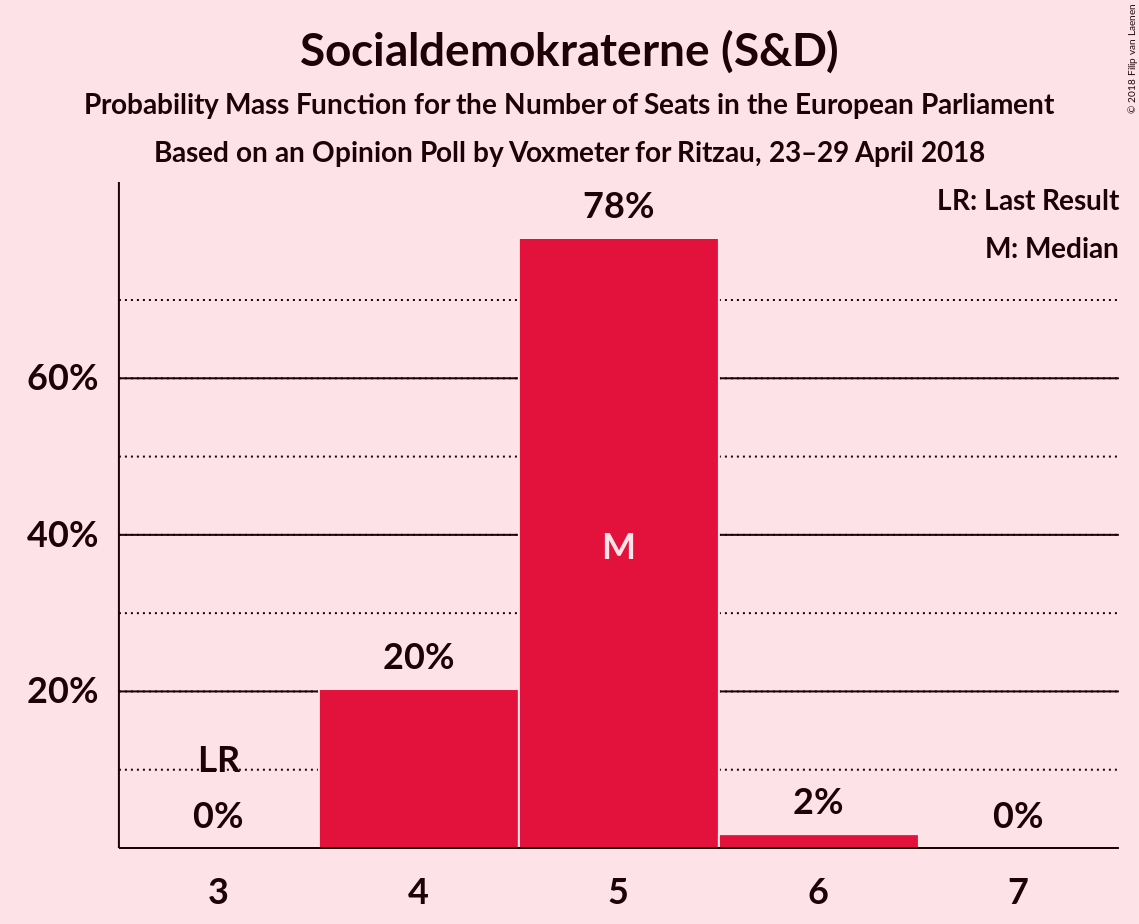 Socialdemokraterne (S&D)
Probability Mass Function for the Number of Seats in the European Parliament
Based on an Opinion Poll by Voxmeter for Ritzau, 23–29 April 2018
© 2018 Filip van Laenen
LR: Last Result
M: Median
78%
60%
40%
M
20%
20%
LR
0%
2%
0%
3 4 5 6 7